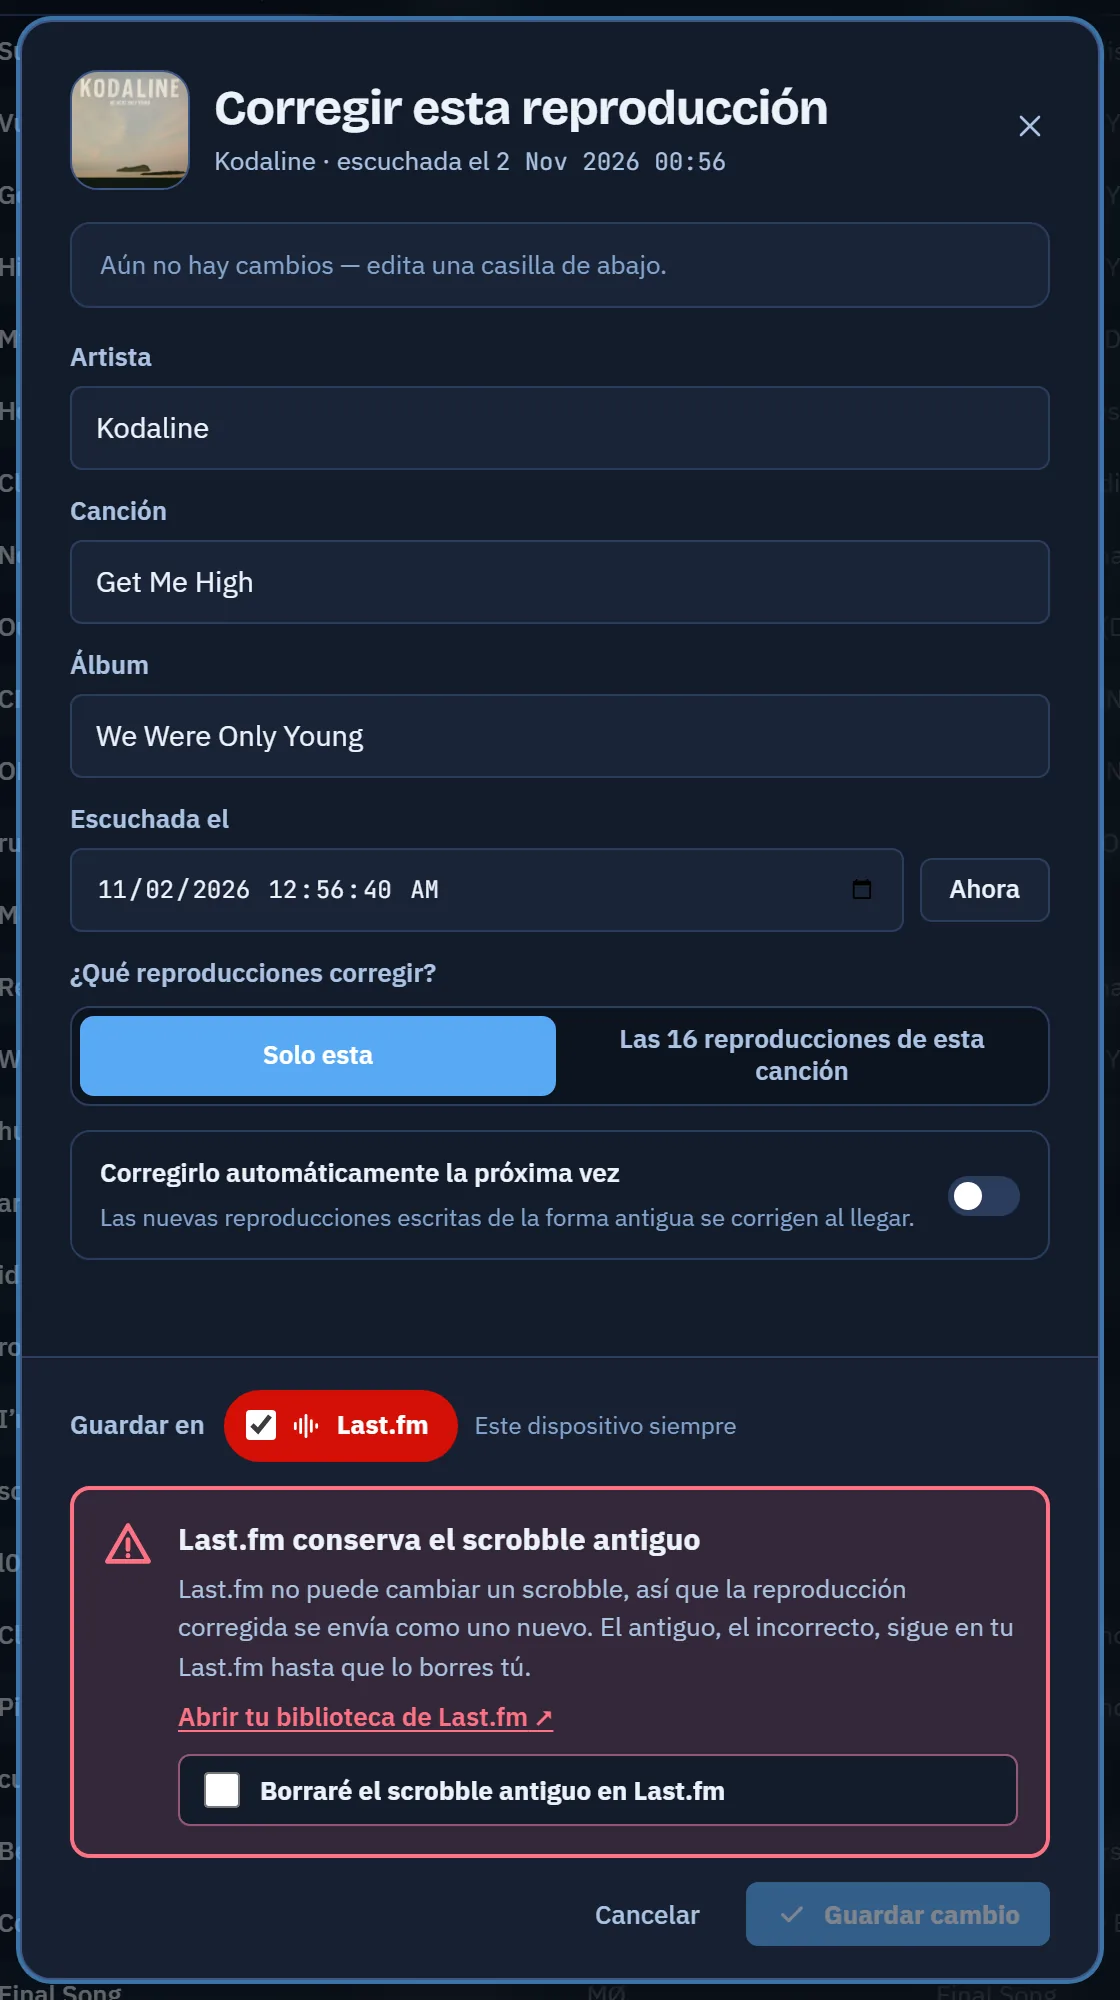 KODALINE
Corregir esta reproducción
Kodaline · escuchada el 2 Nov 2026 00:56
Aún no hay cambios — edita una casilla de abajo.
Artista
Kodaline
Canción
Get Me High
Álbum
We Were Only Young
Escuchada el
11/02/2026 12:56:40 AM
Ahora
¿Qué reproducciones corregir?
Solo esta
Las 16 reproducciones de esta
canción
Corregirlo automáticamente la próxima vez
Las nuevas reproducciones escritas de la forma antigua se corrigen al llegar.
Guardar en
Last.fm
Este dispositivo siempre
Last.fm conserva el scrobble antiguo
Last.fm no puede cambiar un scrobble, así que la reproducción
corregida se envía como uno nuevo. El antiguo, el incorrecto, sigue en tu
Last.fm hasta que lo borres tú.
Abrir tu biblioteca de Last.fm ↗
Borraré el scrobble antiguo en Last.fm
Cancelar
Guardar cambio
Final Song MØ Final Song